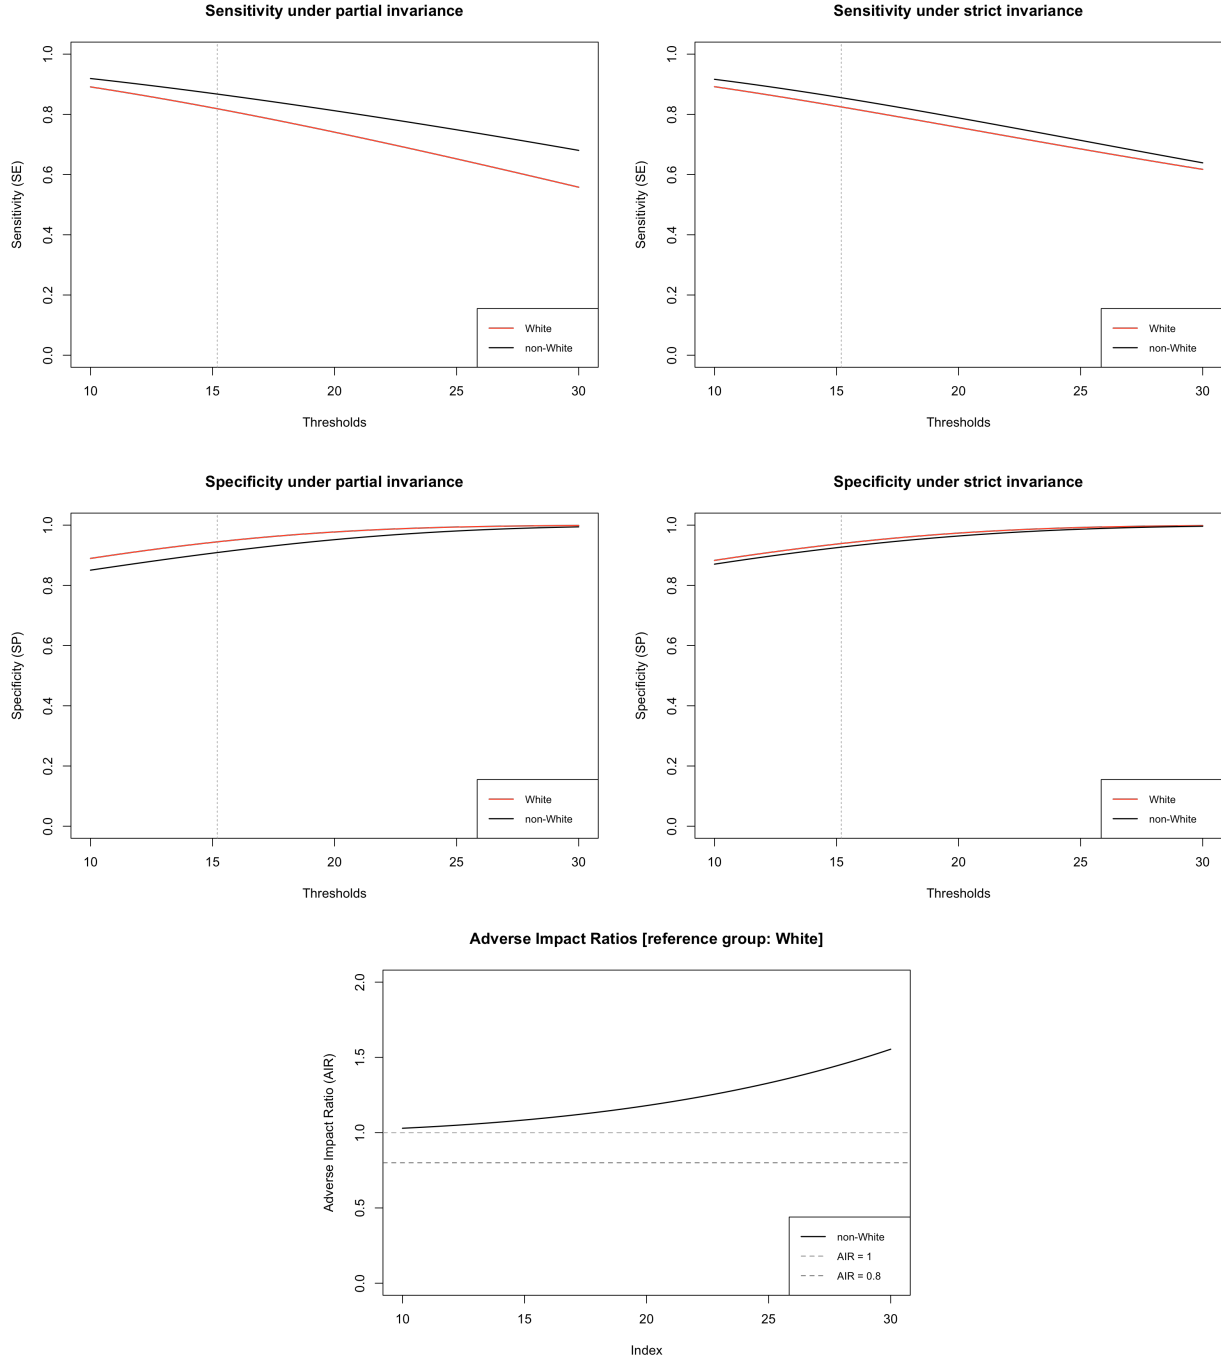 Sensitivity under partial invariance
Sensitivity (SE)
1.0
0.8
0.6
0.4
0.2
0.0
10 15 20 25 30
Thresholds
White
non-White
Sensitivity under strict invariance
Sensitivity (SE)
1.0
0.8
0.6
0.4
0.2
0.0
10 15 20 25 30
Thresholds
White
non-White
Specificity under partial invariance
Specificity (SP)
1.0
0.8
0.6
0.4
0.2
0.0
10 15 20 25 30
Thresholds
White
non-White
Specificity under strict invariance
Specificity (SP)
1.0
0.8
0.6
0.4
0.2
0.0
10 15 20 25 30
Thresholds
White
non-White
Adverse Impact Ratios [reference group: White]
Adverse Impact Ratio (AIR)
2.0
1.5
1.0
0.5
0.0
10 15 20 25 30
Index
non-White
AIR = 1
AIR = 0.8